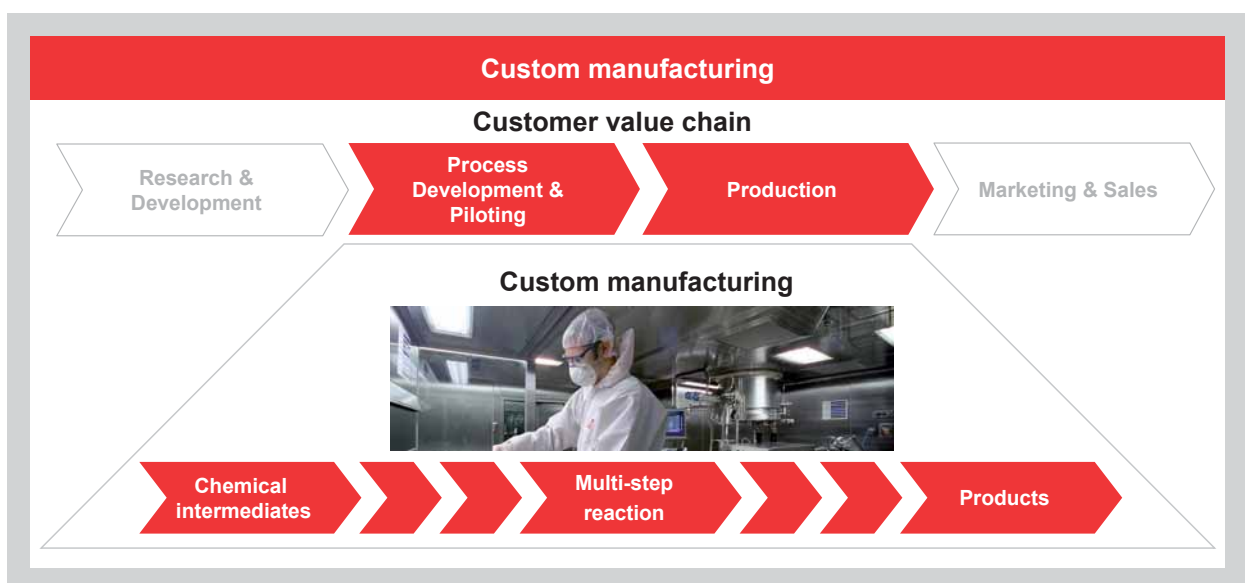 Custom manufacturing
Customer value chain
Research &
Development
Process
Development &
Piloting
Production
Marketing & Sales
Custom manufacturing
Chemical
intermediates
Multi-step
reaction
Products